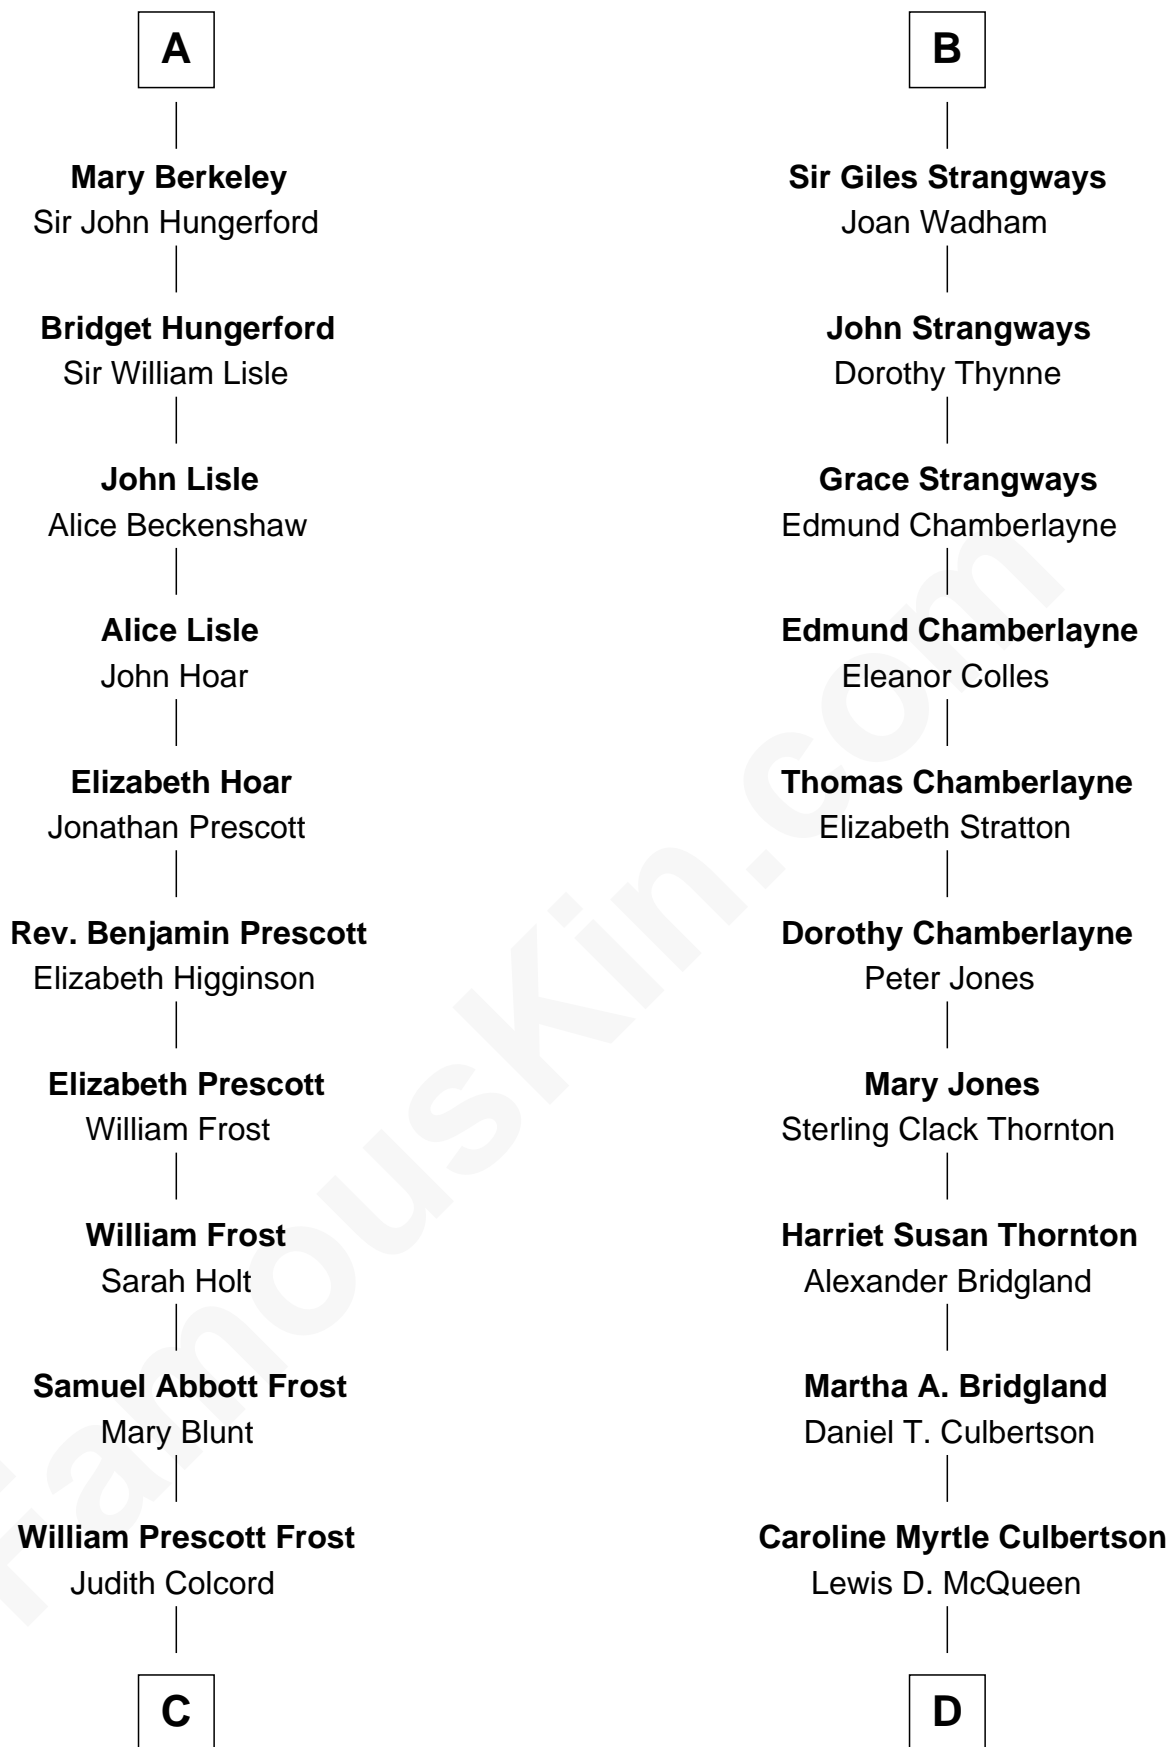 A
Mary Berkeley
Sir John Hungerford
Bridget Hungerford
Sir William Lisle
John Lisle
Alice Beckenshaw
Alice Lisle
John Hoar
Elizabeth Hoar
Jonathan Prescott
Rev. Benjamin Prescott
Elizabeth Higginson
Elizabeth Prescott
William Frost
William Frost
Sarah Holt
Samuel Abbott Frost
Mary Blunt
William Prescott Frost
Judith Colcord
C
B
Sir Giles Strangways
Joan Wadham
John Strangways
Dorothy Thynne
Grace Strangways
Edmund Chamberlayne
Edmund Chamberlayne
Eleanor Colles
Thomas Chamberlayne
Elizabeth Stratton
Dorothy Chamberlayne
Peter Jones
Mary Jones
Sterling Clack Thornton
Harriet Susan Thornton
Alexander Bridgland
Martha A. Bridgland
Daniel T. Culbertson
Caroline Myrtle Culbertson
Lewis D. McQueen
D
FamousKin.com